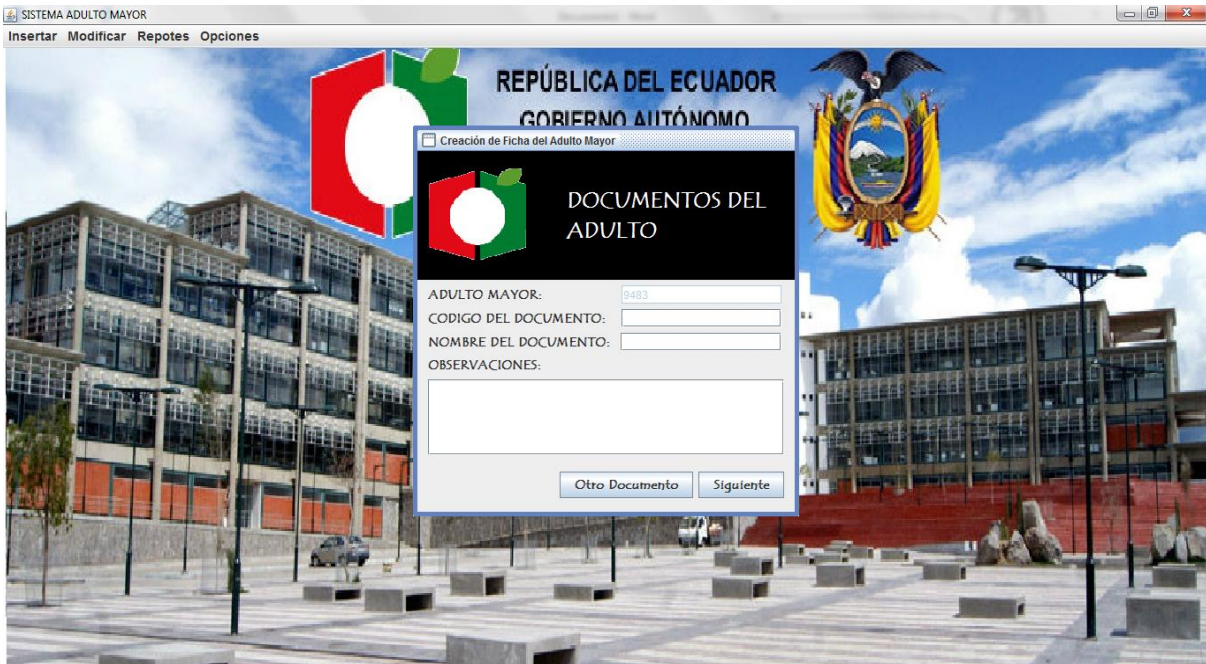 SISTEMA ADULTO MAYOR
Insertar Modificar Repotes Opciones
REPÚBLICA DEL ECUADOR
GOBIERNO AUTÓNOMO
Creación de Ficha del Adulto Mayor
DOCUMENTOS DEL
ADULTO
ADULTO MAYOR: 9483
CODIGO DEL DOCUMENTO:
NOMBRE DEL DOCUMENTO:
OBSERVACIONES:
Otro Documento Siguiente